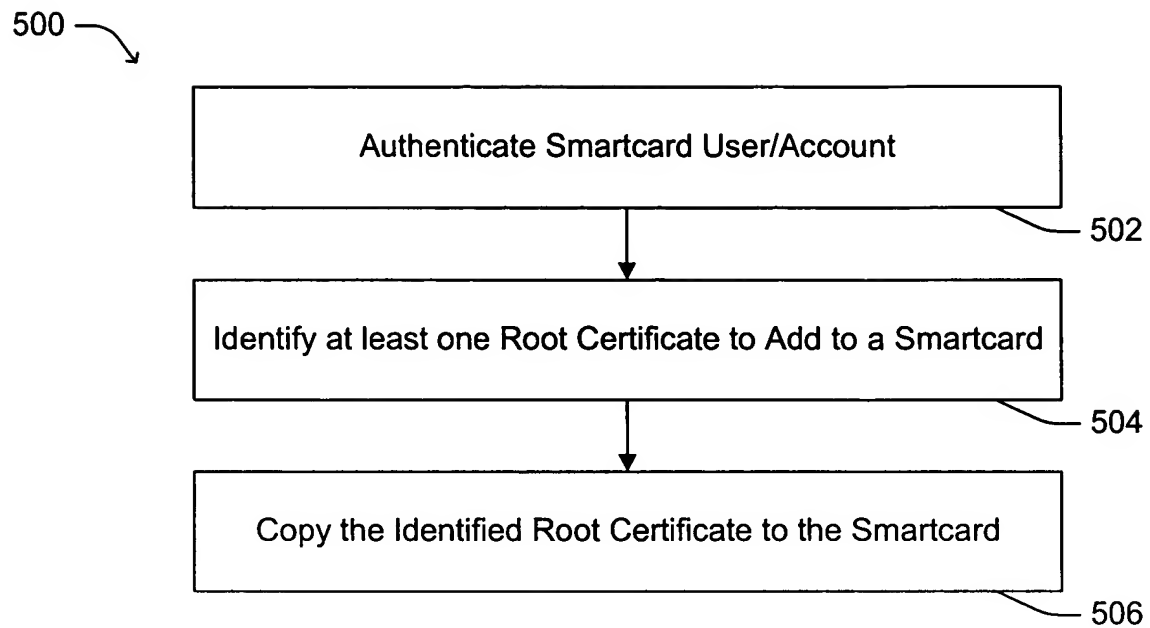 500
Authenticate Smartcard User/Account
502
Identify at least one Root Certificate to Add to a Smartcard
504
Copy the Identified Root Certificate to the Smartcard
506